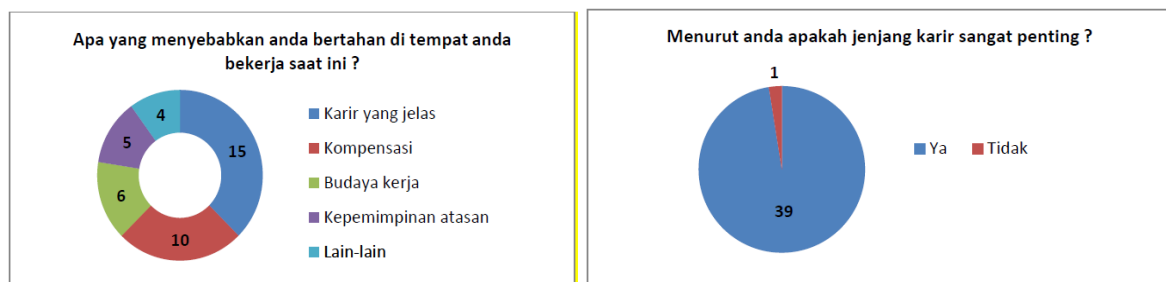 Apa yang menyebabkan anda bertahan di tempat anda
bekerja saat ini ?
4
5
15
6
10
Karir yang jelas
Kompensasi
Budaya kerja
Kepemimpinan atasan
Lain-lain
Menurut anda apakah jenjang karir sangat penting ?
1
39
Ya
Tidak